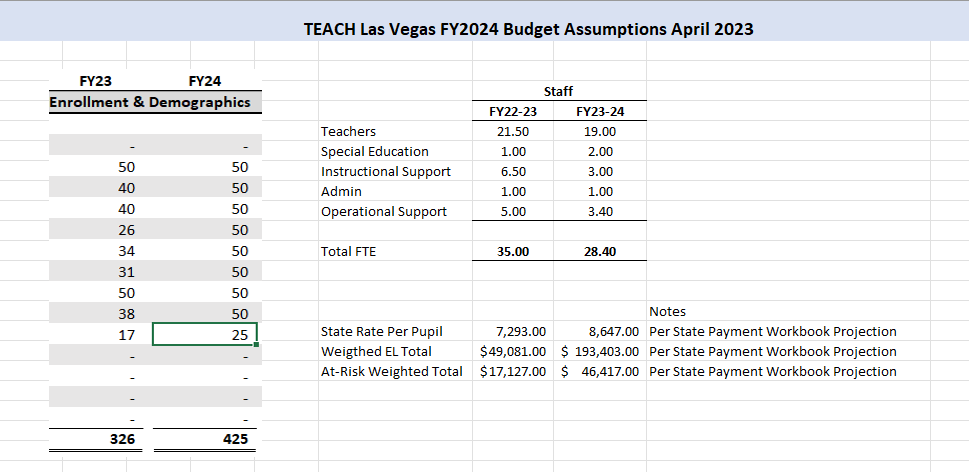 TEACH Las Vegas FY2024 Budget Assumptions April 2023
FY23 FY24
Enrollment & Demographics
- -
50 50
40 50
40 50
26 50
34 50
31 50
50 50
38 50
17 25
- -
- -
- -
- -
326 425
Staff
FY22-23 FY23-24
Teachers 21.50 19.00
Special Education 1.00 2.00
Instructional Support 6.50 3.00
Admin 1.00 1.00
Operational Support 5.00 3.40
Total FTE 35.00 28.40
Notes
State Rate Per Pupil 7,293.00 8,647.00 Per State Payment Workbook Projection
Weigthed EL Total $49,081.00 $ 193,403.00 Per State Payment Workbook Projection
At-Risk Weighted Total $17,127.00 $ 46,417.00 Per State Payment Workbook Projection